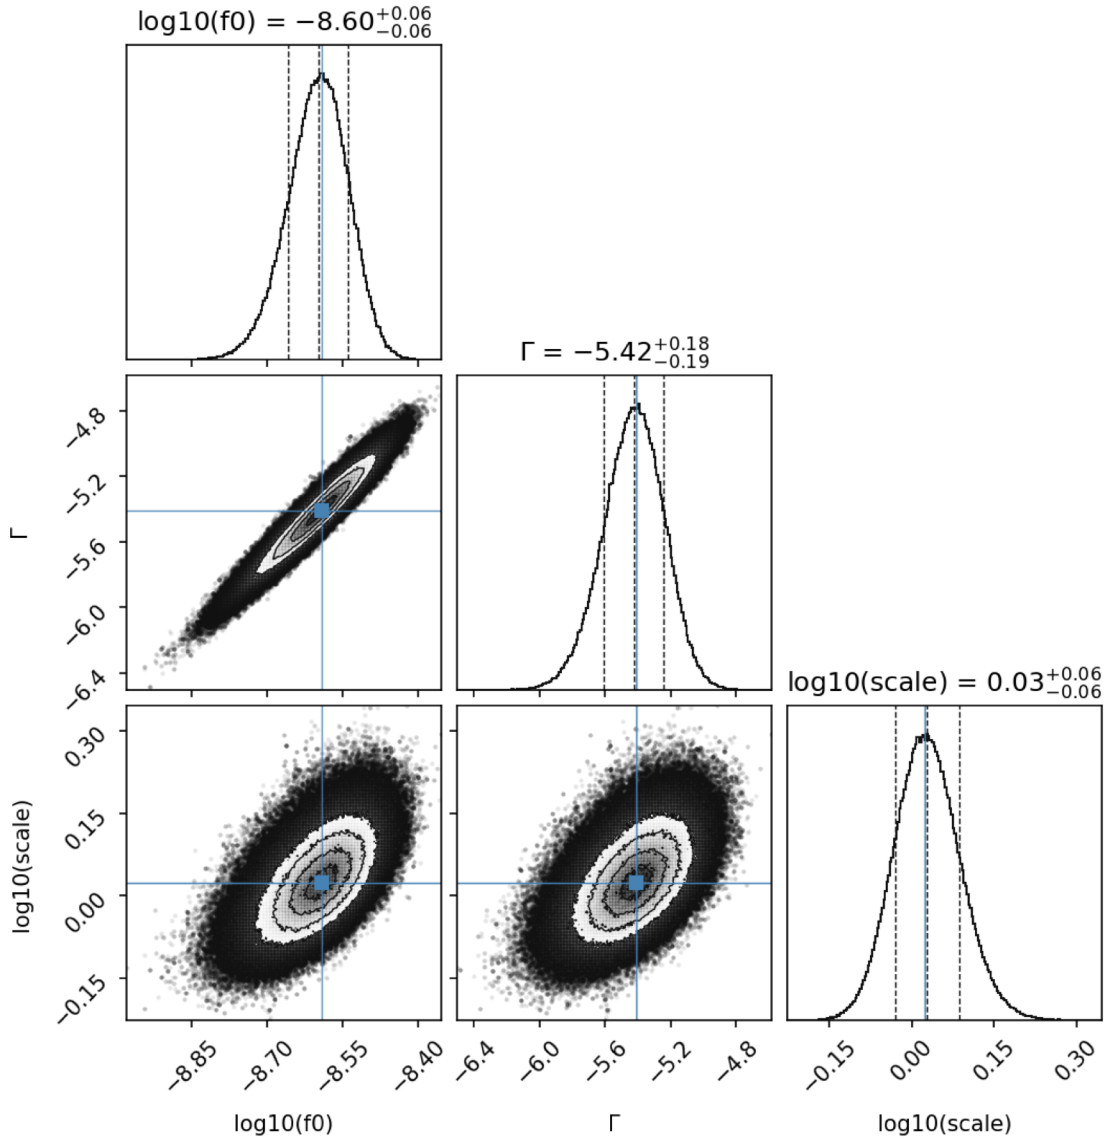 log10(f0) = −8.60+0.06−0.06
Γ = −5.42+0.18−0.19
−4.8
−5.2
−5.6
−6.0
−6.4
Γ
log10(scale) = 0.03+0.06−0.06
0.30
0.15
0.00
−0.15
log10(scale)
−8.85
−8.70
−8.55
−8.40
−6.4
−6.0
−5.6
−5.2
−4.8
−0.15
0.00
0.15
0.30
log10(f0)
Γ
log10(scale)